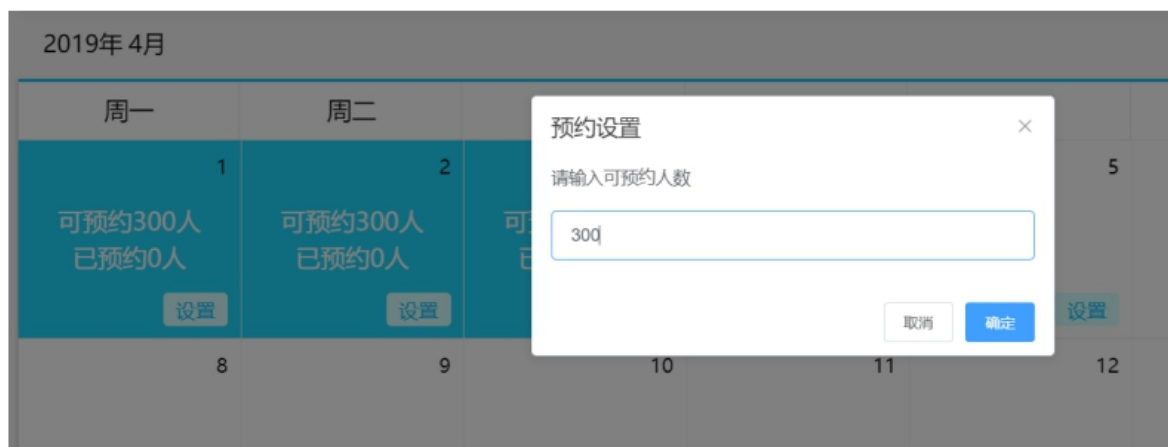 2019年 4月
周一
周二
预约设置
请输入可预约人数
300
取消
确定
1
2
5
可预约300人
已预约0人
可预约300人
已预约0人
设置
设置
设置
8
9
10
11
12